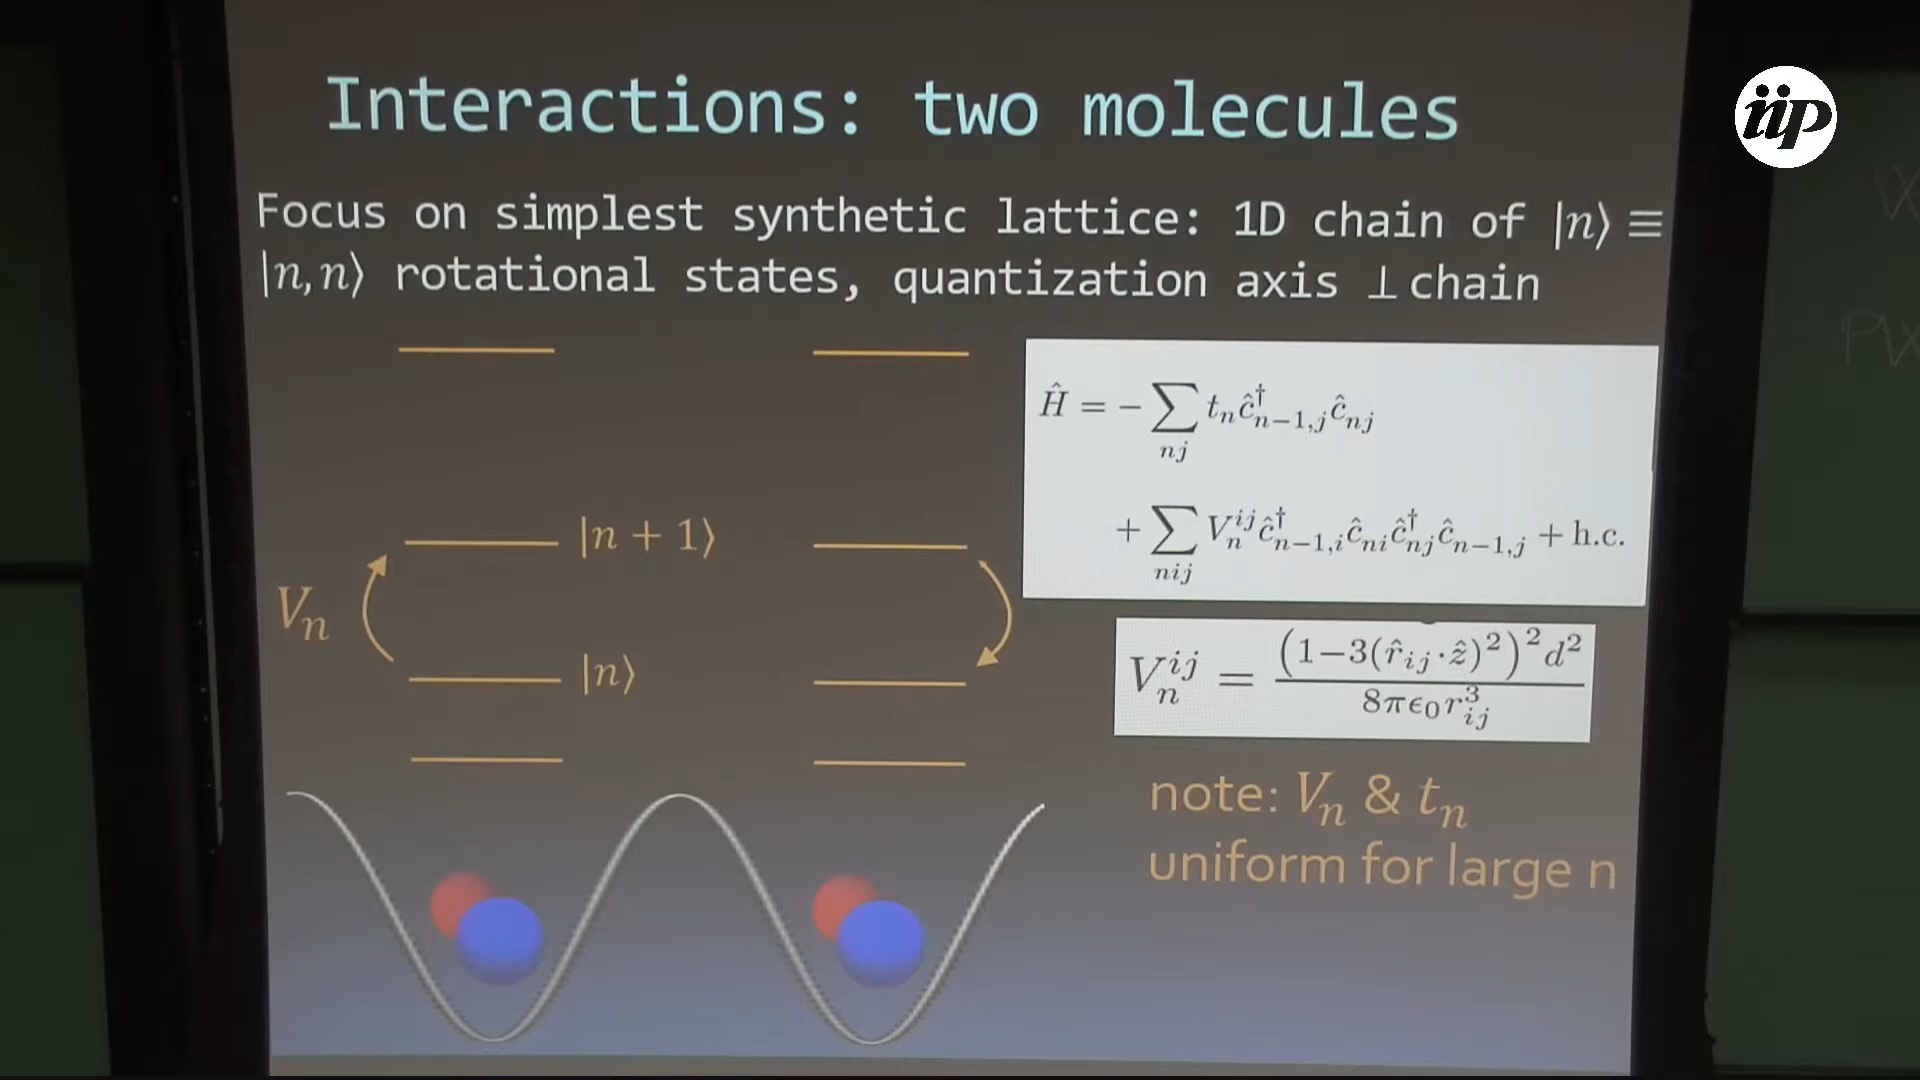 iip
Interactions: two molecules
Focus on simplest synthetic lattice: 1D chain of |n⟩ ≡
|n,n⟩ rotational states, quantization axis ⊥ chain
Ĥ = − ∑_{nj} t_n ĉ†_{n−1,j} ĉ_{nj}
+ ∑_{nij} V_n^{ij} ĉ†_{n−1,i} ĉ_{ni} ĉ†_{nj} ĉ_{n−1,j} + h.c.
|n + 1⟩
V_n
|n⟩
V_n^{ij} = (1−3(r̂_{ij}·ẑ)²)² d² / 8πϵ₀r³_{ij}
note: V_n & t_n
uniform for large n